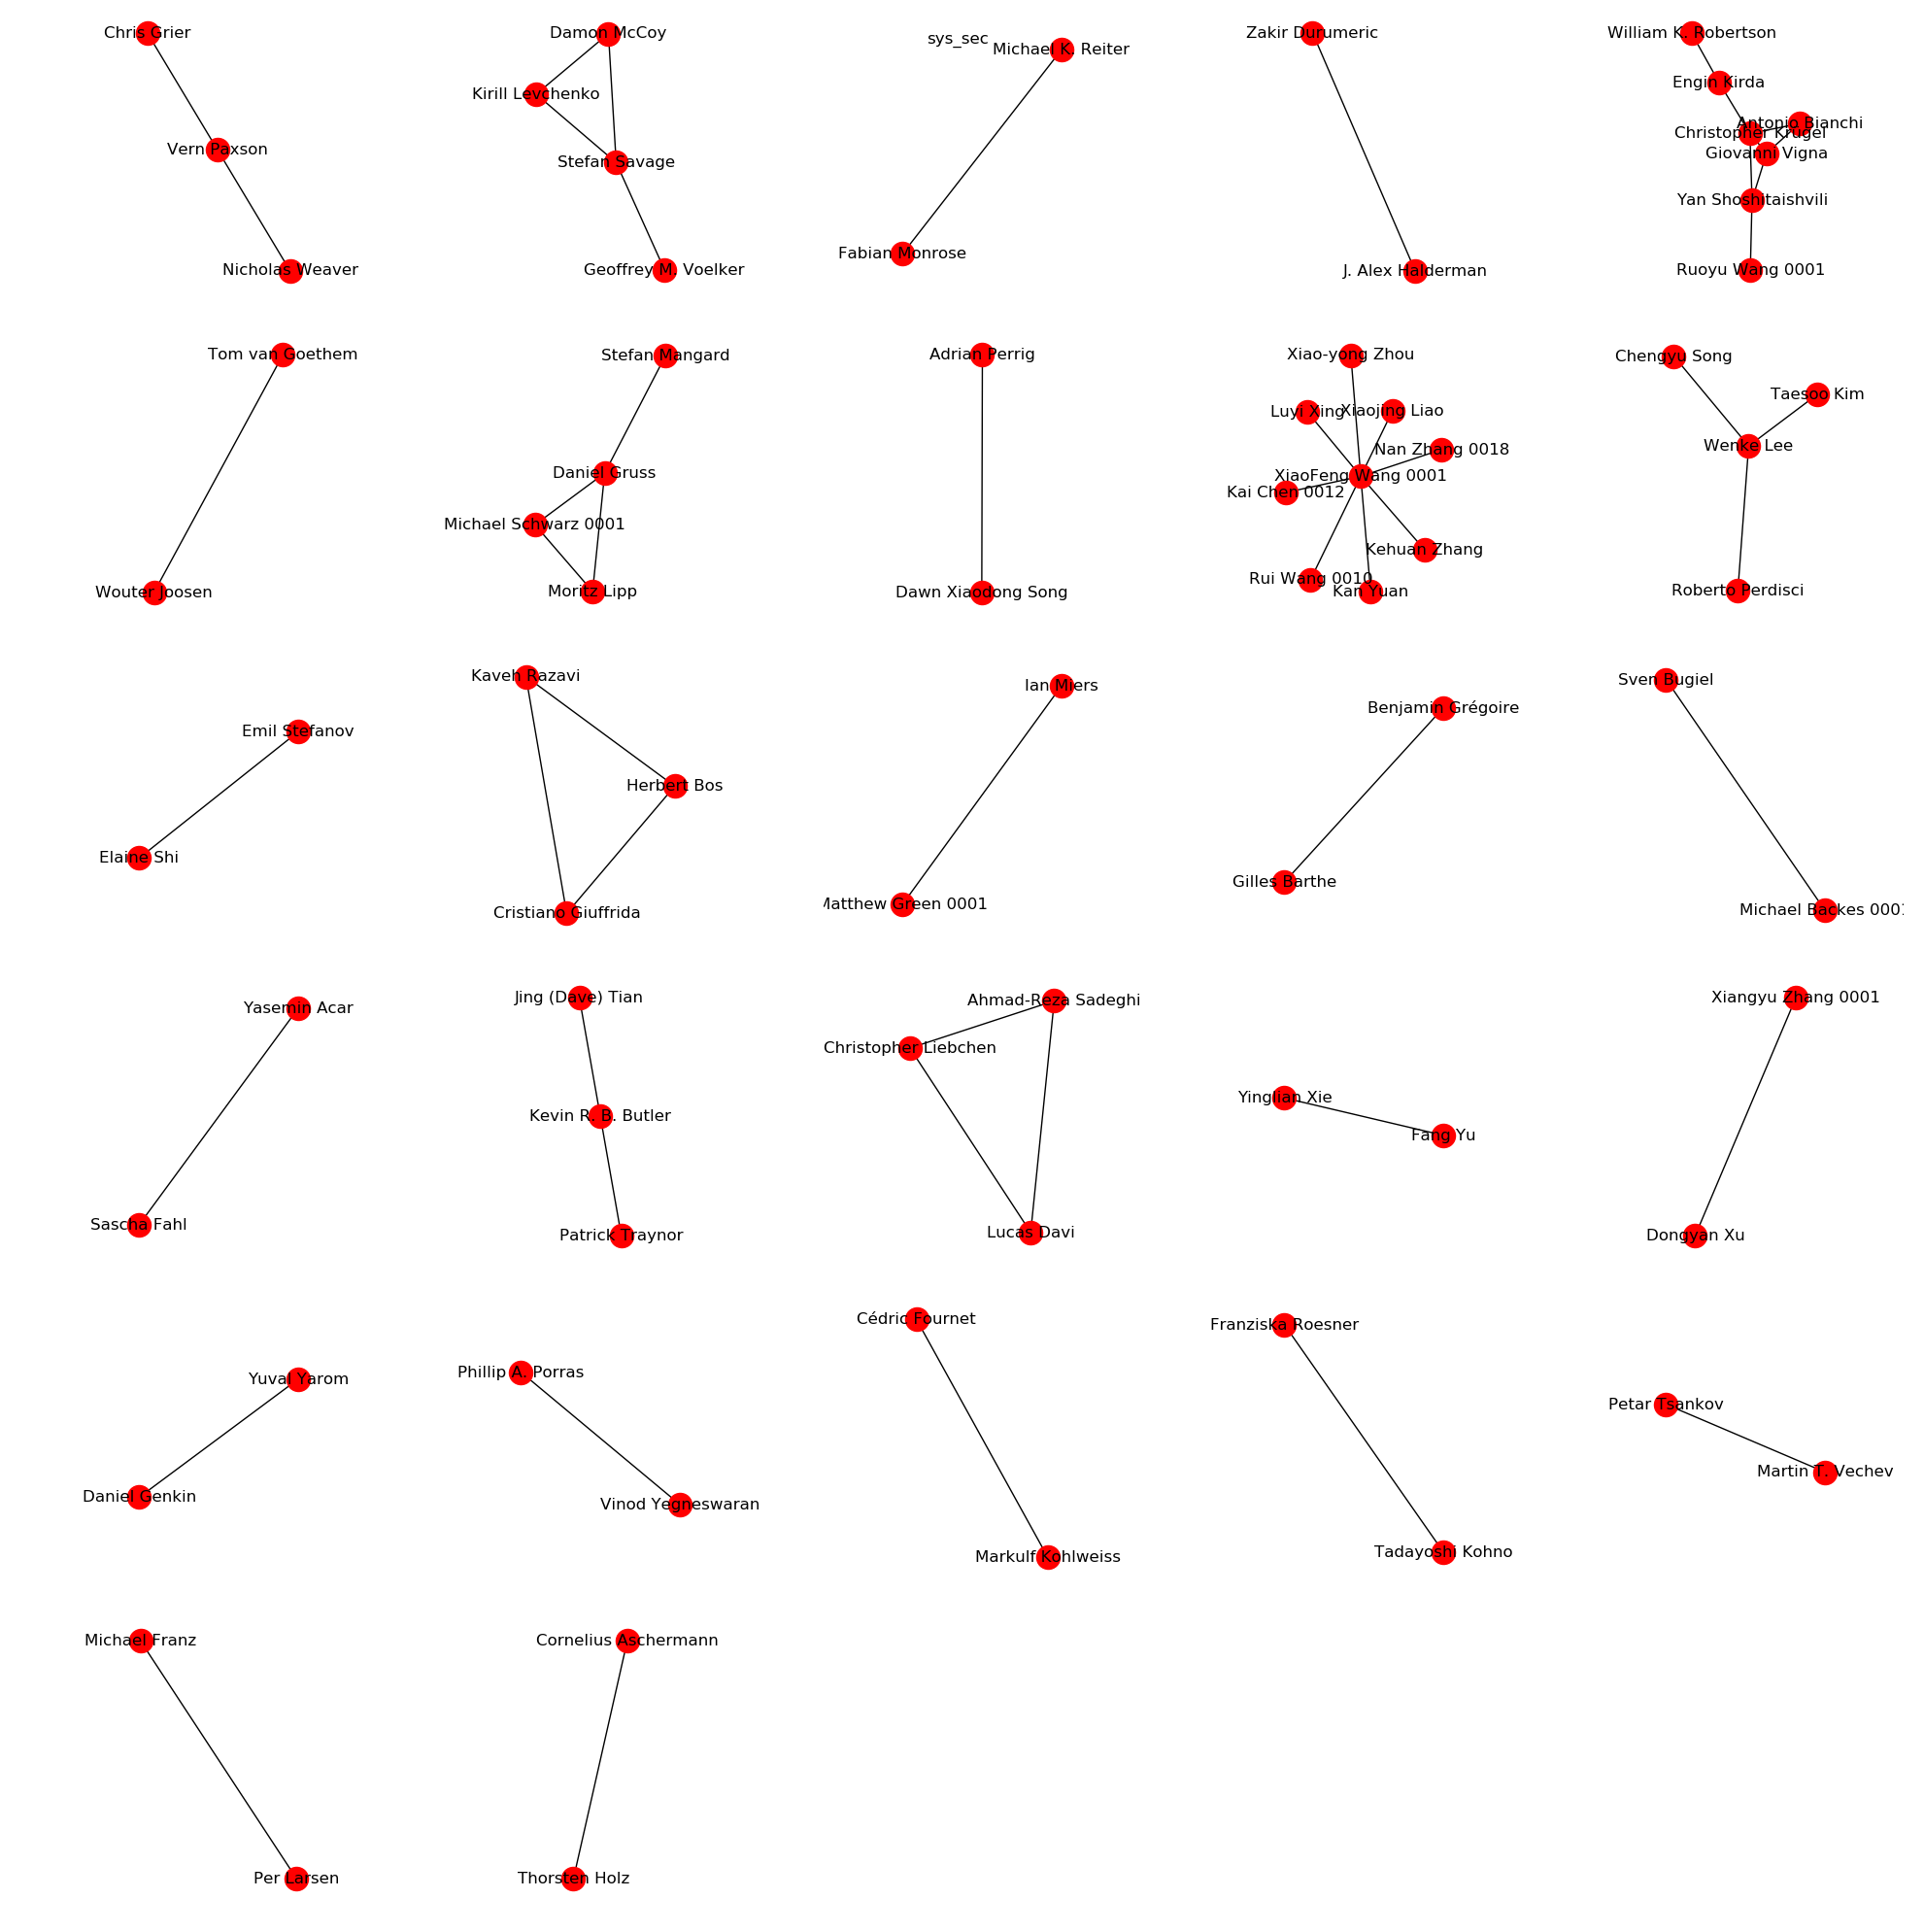 Chris Grier
Vern Paxson
Nicholas Weaver
Damon McCoy
Kirill Levchenko
Stefan Savage
Geoffrey M. Voelker
sys_sec
Michael K. Reiter
Fabian Monrose
Zakir Durumeric
J. Alex Halderman
William K. Robertson
Engin Kirda
Antonio Bianchi
Christopher Krügel
Giovanni Vigna
Yan Shoshitaishvili
Ruoyu Wang 0001
Tom van Goethem
Wouter Joosen
Stefan Mangard
Daniel Gruss
Michael Schwarz 0001
Moritz Lipp
Adrian Perrig
Dawn Xiaodong Song
Xiao-yong Zhou
Luyi Xing
Xiaojing Liao
Nan Zhang 0018
XiaoFeng Wang 0001
Kai Chen 0012
Kehuan Zhang
Rui Wang 0010
Kan Yuan
Chengyu Song
Taesoo Kim
Wenke Lee
Roberto Perdisci
Emil Stefanov
Elaine Shi
Kaveh Razavi
Herbert Bos
Cristiano Giuffrida
Ian Miers
Matthew Green 0001
Benjamin Grégoire
Gilles Barthe
Sven Bugiel
Michael Backes 0001
Yasemin Acar
Sascha Fahl
Jing (Dave) Tian
Kevin R. B. Butler
Patrick Traynor
Ahmad-Reza Sadeghi
Christopher Liebchen
Lucas Davi
Yinglian Xie
Fang Yu
Xiangyu Zhang 0001
Dongyan Xu
Yuval Yarom
Daniel Genkin
Phillip A. Porras
Vinod Yegneswaran
Cédric Fournet
Markulf Kohlweiss
Franziska Roesner
Tadayoshi Kohno
Petar Tsankov
Martin T. Vechev
Michael Franz
Per Larsen
Cornelius Aschermann
Thorsten Holz